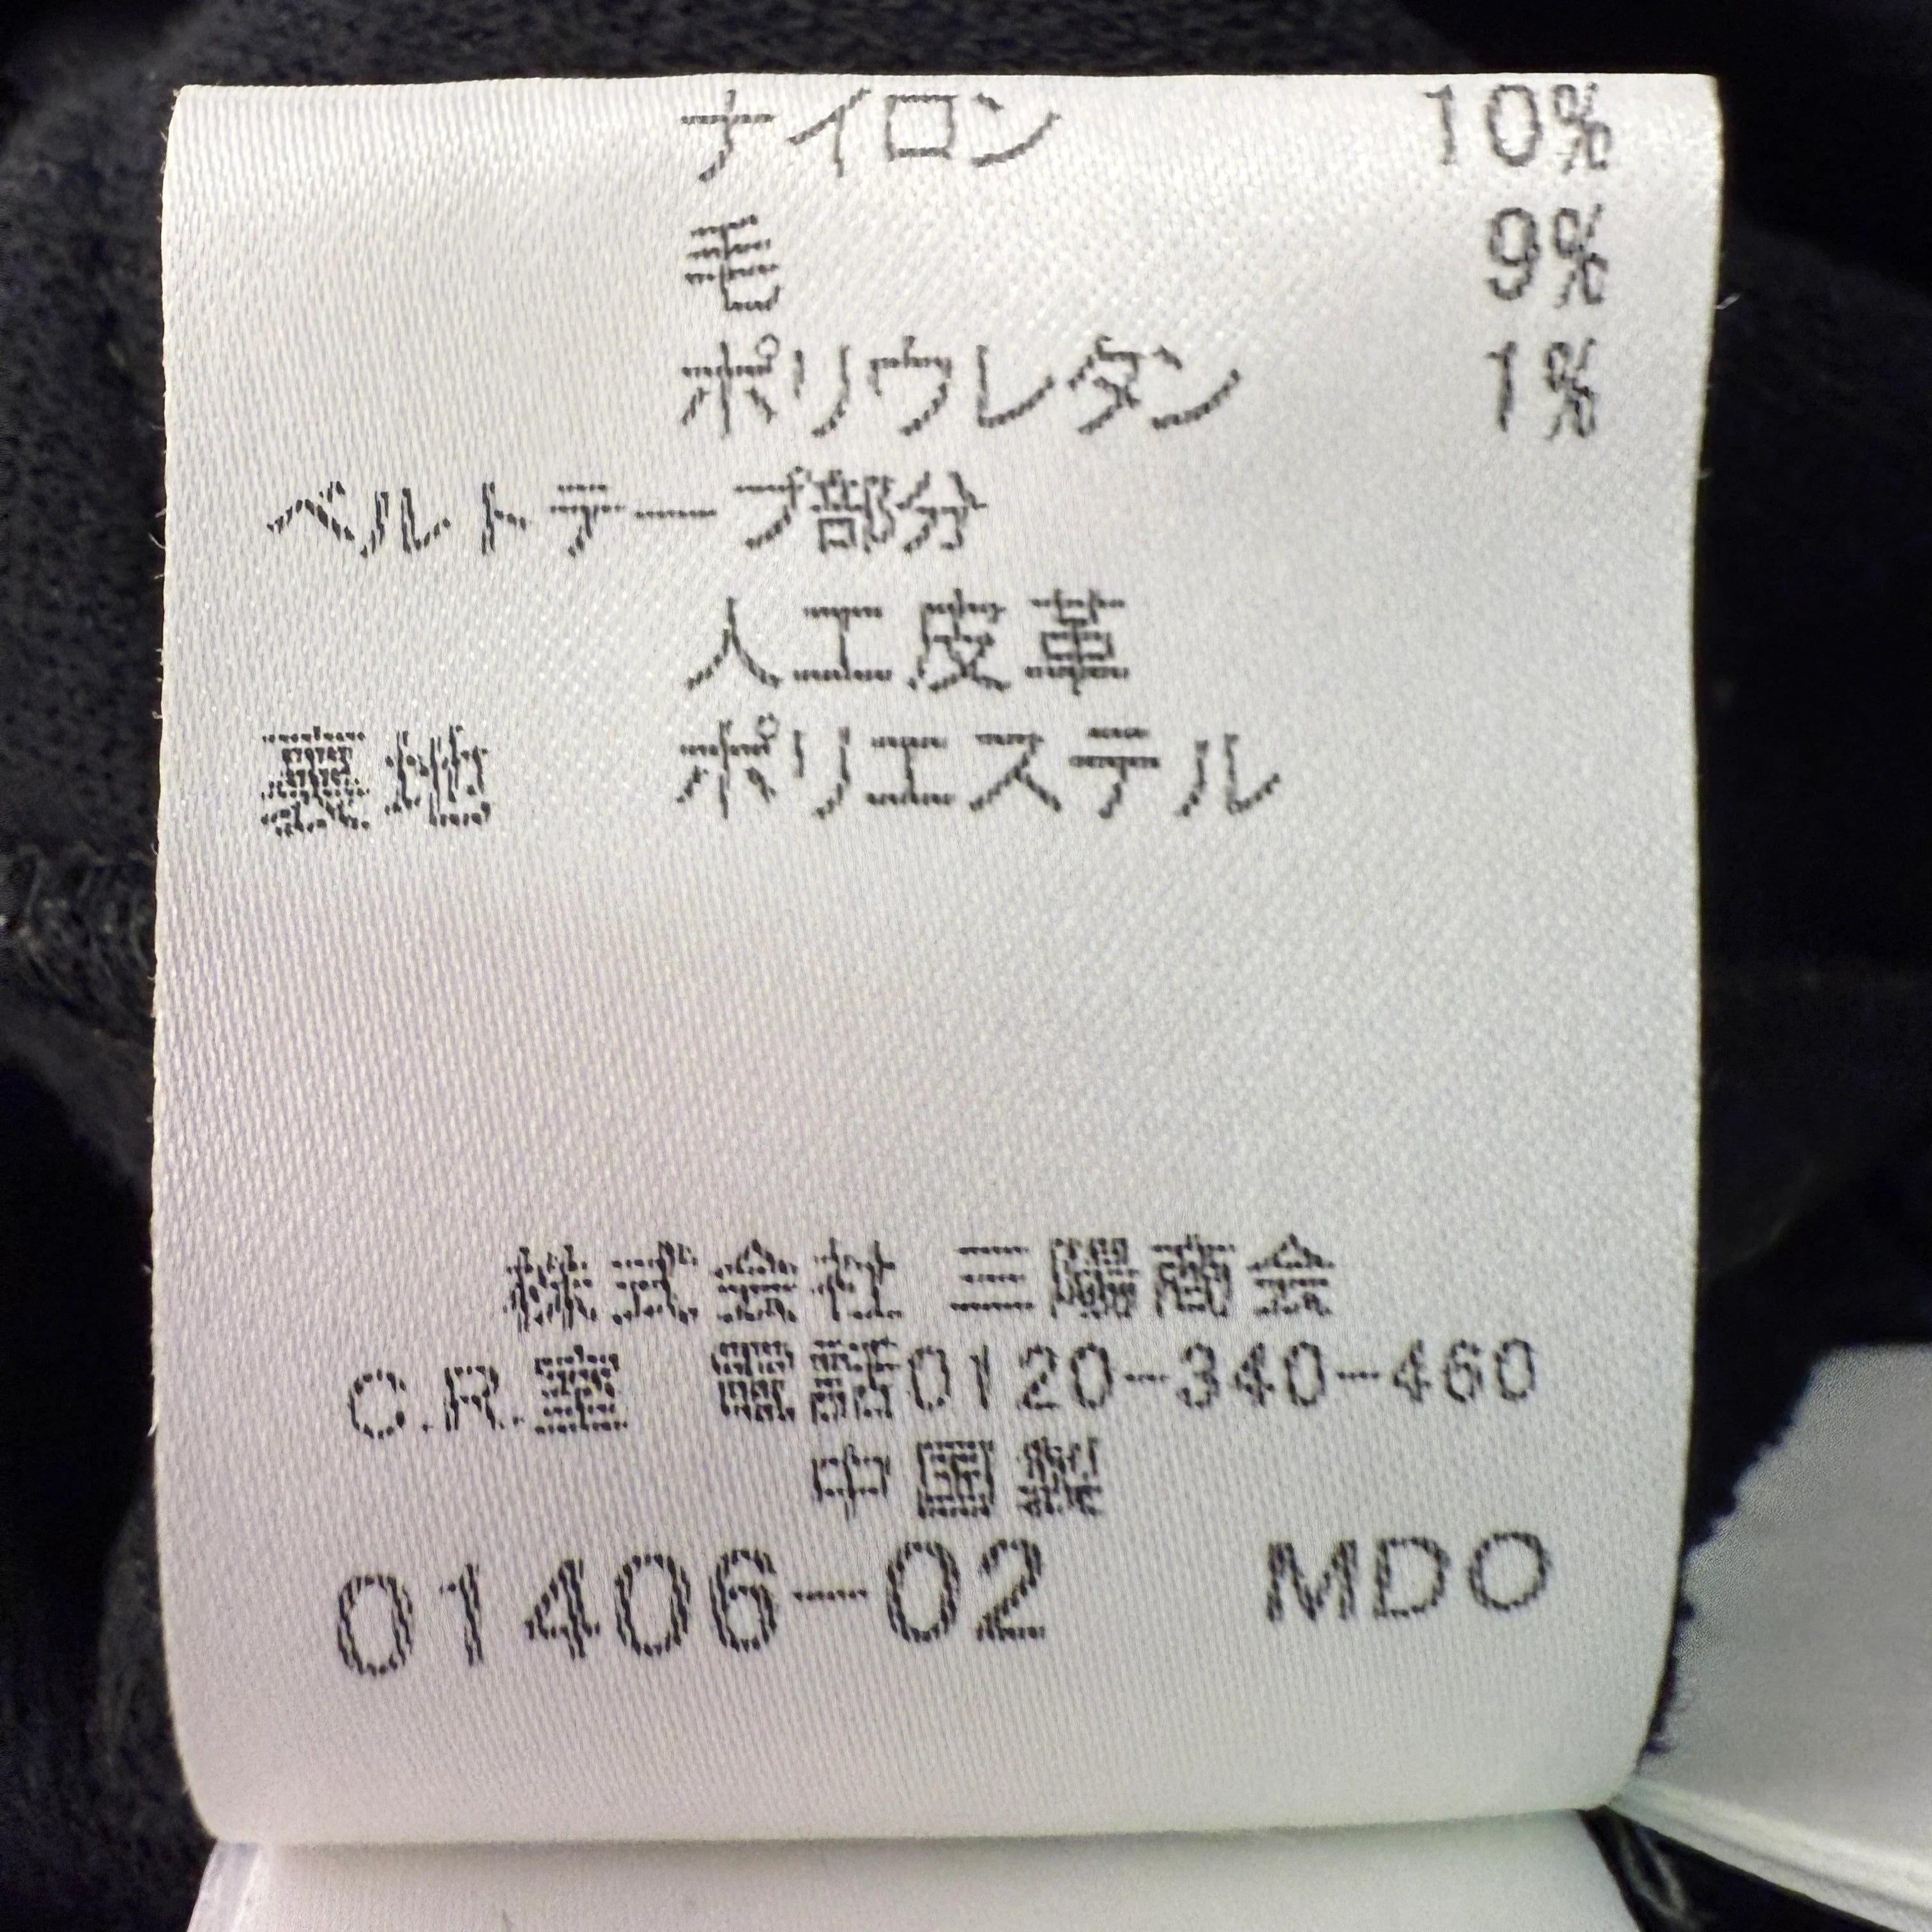 ナイロン 10%
毛 9%
ポリウレタン 1%
ベルトテープ部分
人工皮革
裏地 ポリエステル
株式会社 三陽商会
C.R.室 電話0120-340-460
中国製
01406-02 MDO